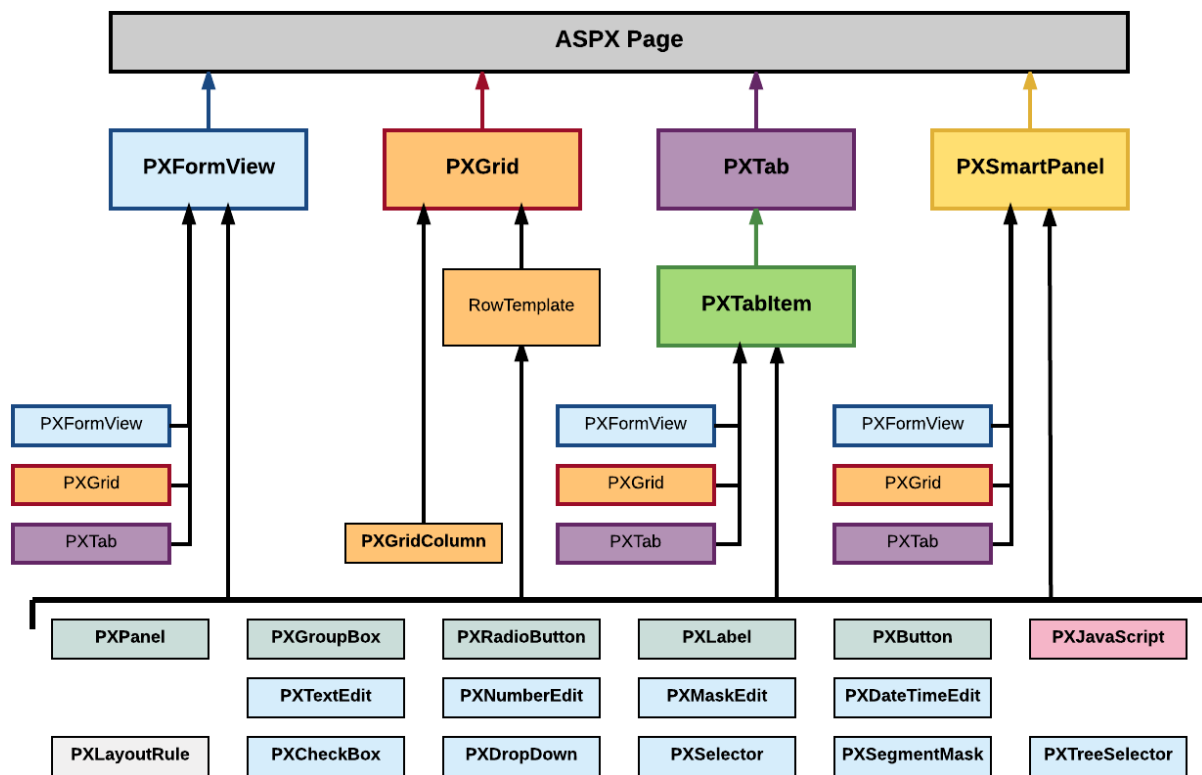 ASPX Page
PXFormView
PXGrid
PXTab
PXSmartPanel
RowTemplate
PXTabItem
PXFormView
PXFormView
PXFormView
PXGrid
PXGrid
PXGrid
PXTab
PXGridColumn
PXTab
PXTab
PXPanel
PXGroupBox
PXRadioButton
PXLabel
PXButton
PXJavaScript
PXTextEdit
PXNumberEdit
PXMaskEdit
PXDateTimeEdit
PXLayoutRule
PXCheckBox
PXDropDown
PXSelector
PXSegmentMask
PXTreeSelector